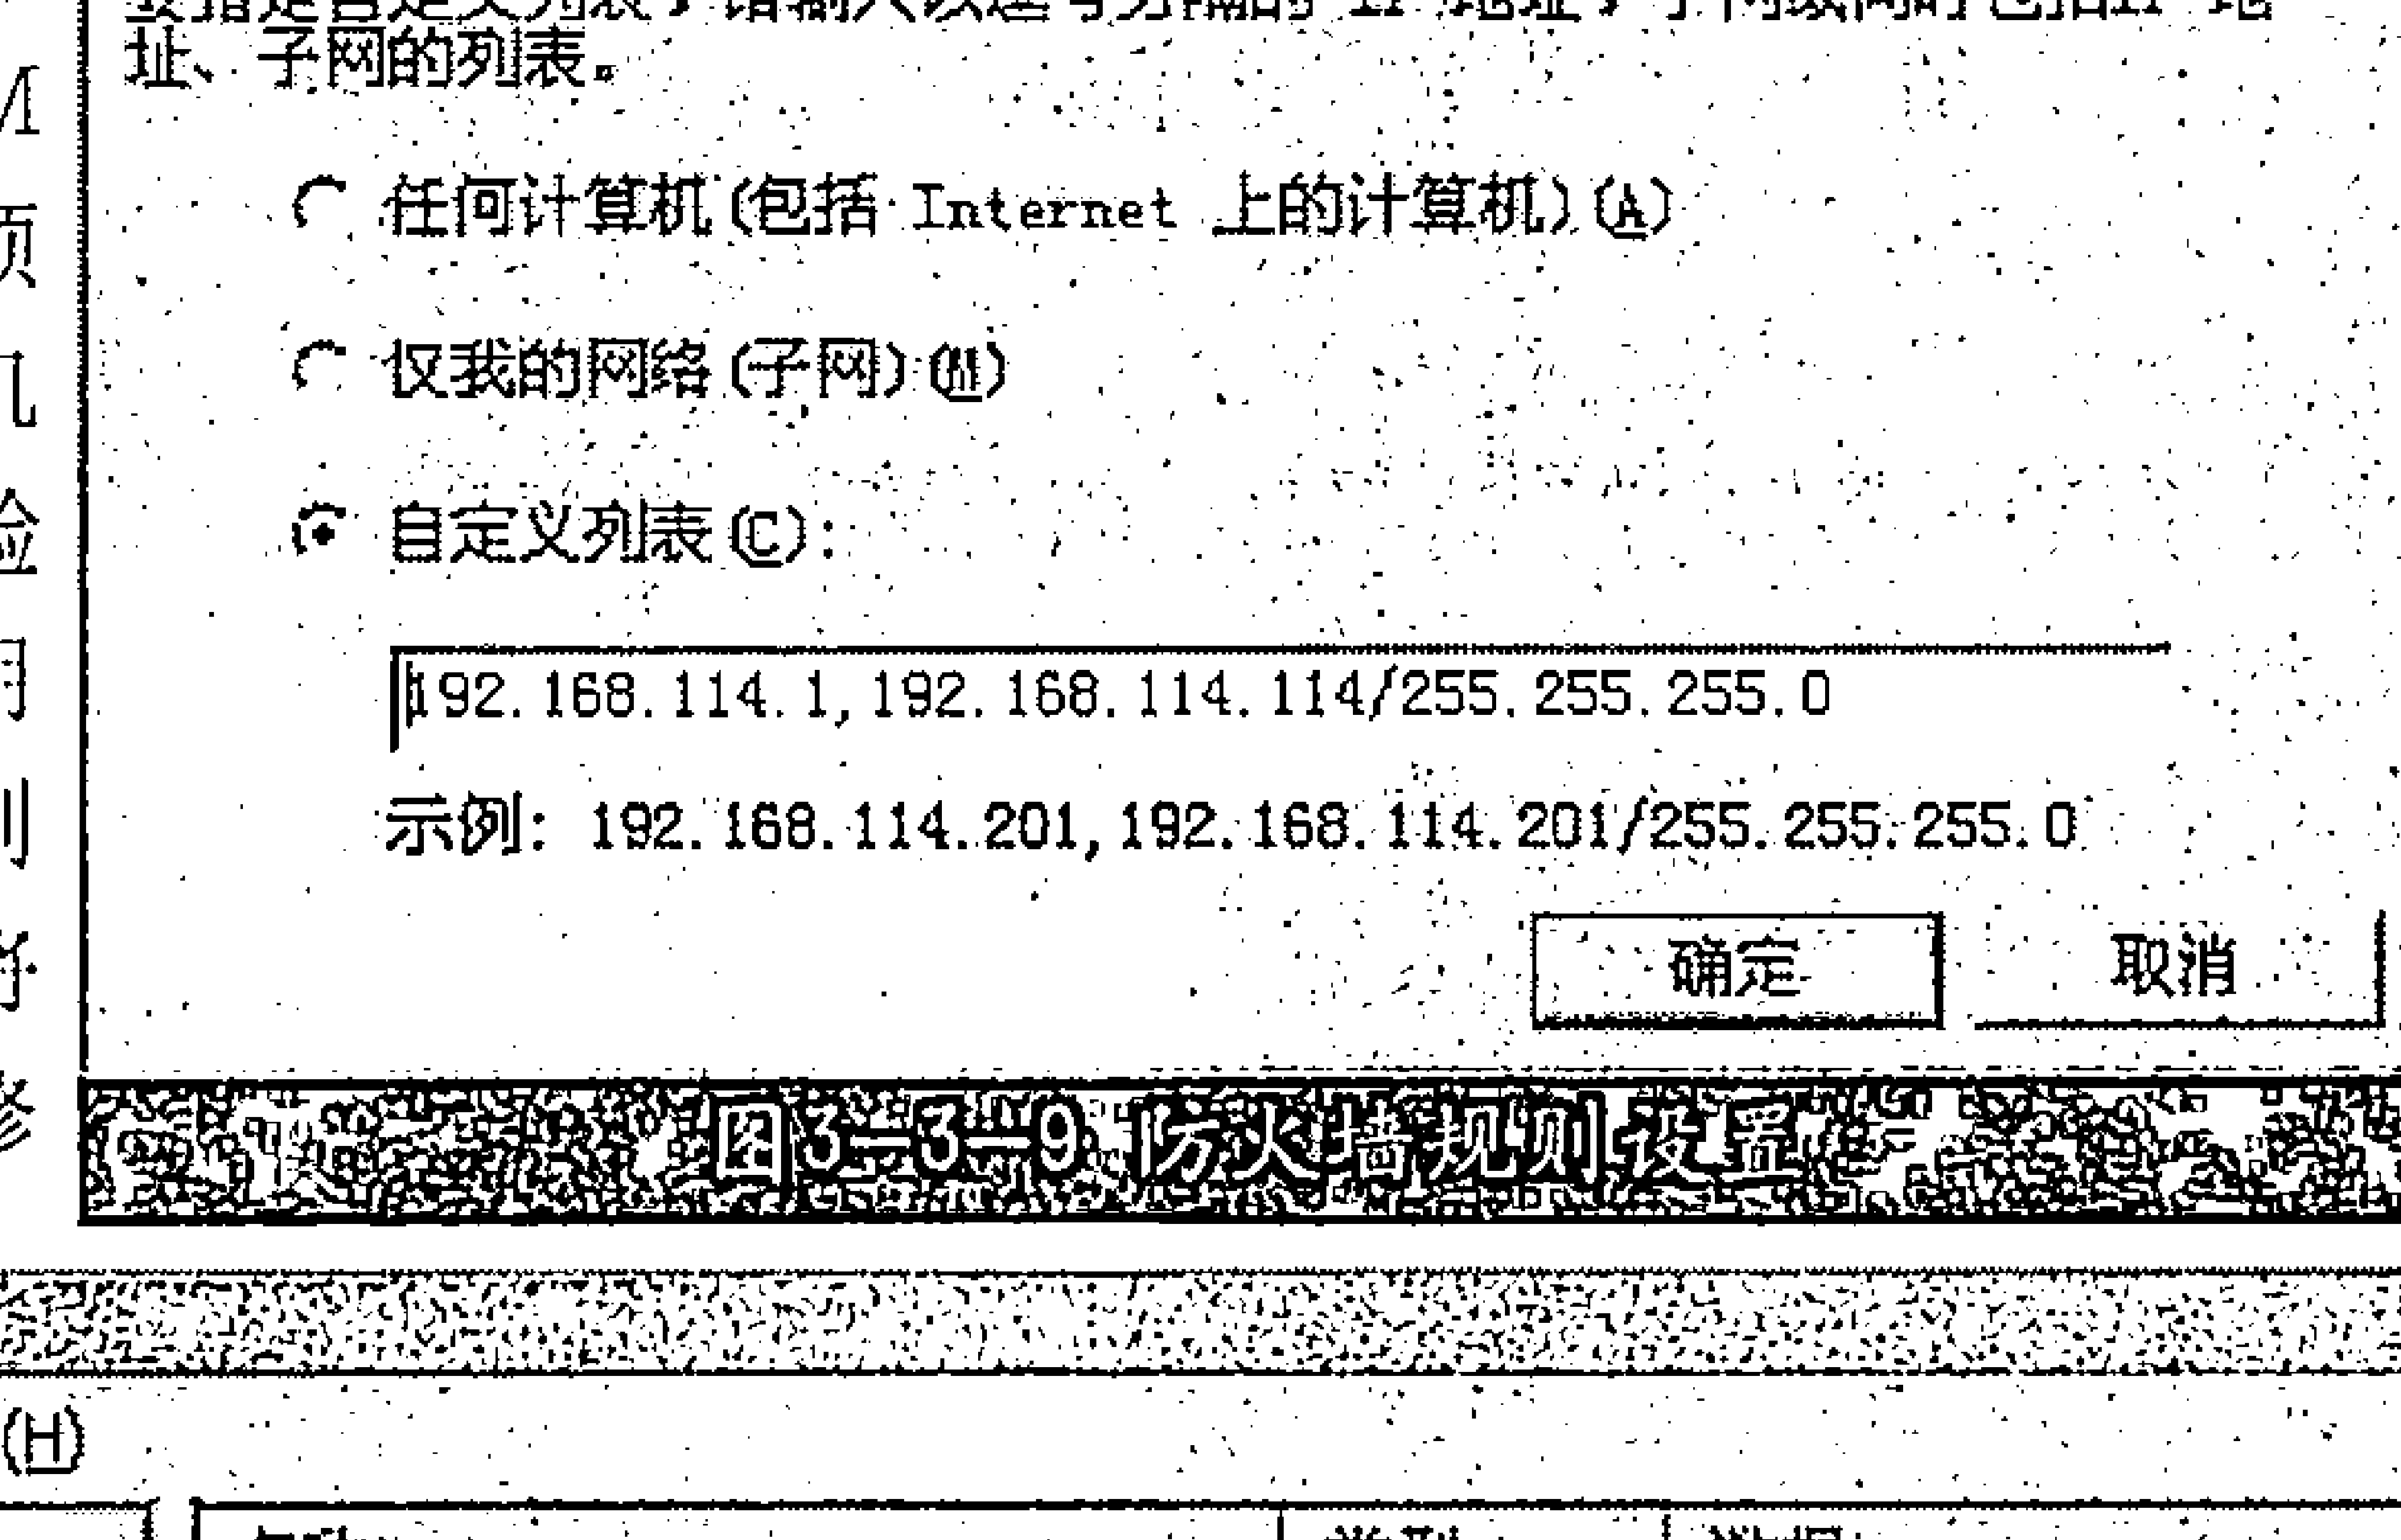 址、子网的列表。
任何计算机(包括 Internet 上的计算机)(A)
仅我的网络(子网)(M)
自定义列表(C):
192.168.114.1,192.168.114.114/255.255.255.0
示例: 192.168.114.201,192.168.114.201/255.255.255.0
确定 取消
图3-3-9 防火墙规则设置
(H)